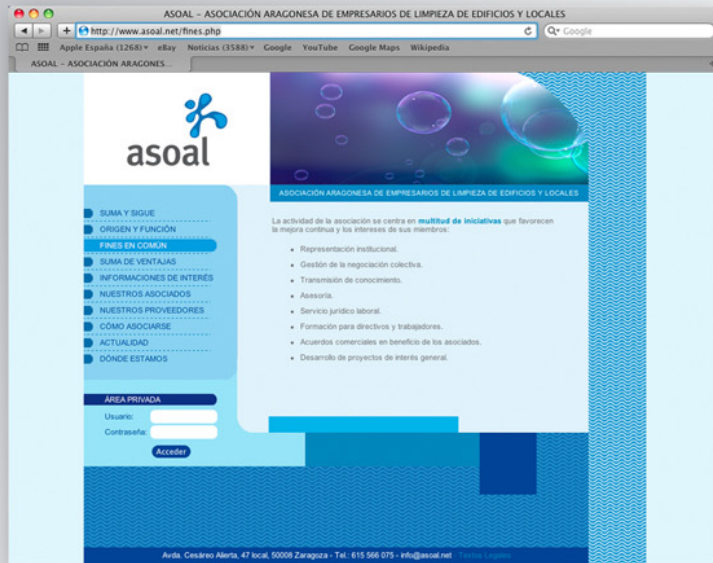 ASOAL – ASOCIACIÓN ARAGONESA DE EMPRESARIOS DE LIMPIEZA DE EDIFICIOS Y LOCALES
http://www.asoal.net/fines.php
Google
Apple España (1268) eBay Noticias (3588) Google YouTube Google Maps Wikipedia
ASOAL – ASOCIACIÓN ARAGONES...
asoal
ASOCIACIÓN ARAGONESA DE EMPRESARIOS DE LIMPIEZA DE EDIFICIOS Y LOCALES
SUMA Y SIGUE
ORIGEN Y FUNCIÓN
FINES EN COMÚN
SUMA DE VENTAJAS
INFORMACIONES DE INTERÉS
NUESTROS ASOCIADOS
NUESTROS PROVEEDORES
CÓMO ASOCIARSE
ACTUALIDAD
DÓNDE ESTAMOS
La actividad de la asociación se centra en multitud de iniciativas que favorecen
la mejora continua y los intereses de sus miembros:
Representación institucional.
Gestión de la negociación colectiva.
Transmisión de conocimiento.
Asesoría.
Servicio jurídico laboral.
Formación para directivos y trabajadores.
Acuerdos comerciales en beneficio de los asociados.
Desarrollo de proyectos de interés general.
ÁREA PRIVADA
Usuario:
Contraseña:
Acceder
Avda. Cesáreo Alierta, 47 local, 50008 Zaragoza - Tel.: 615 566 075 - info@asoal.net - Textos Legales